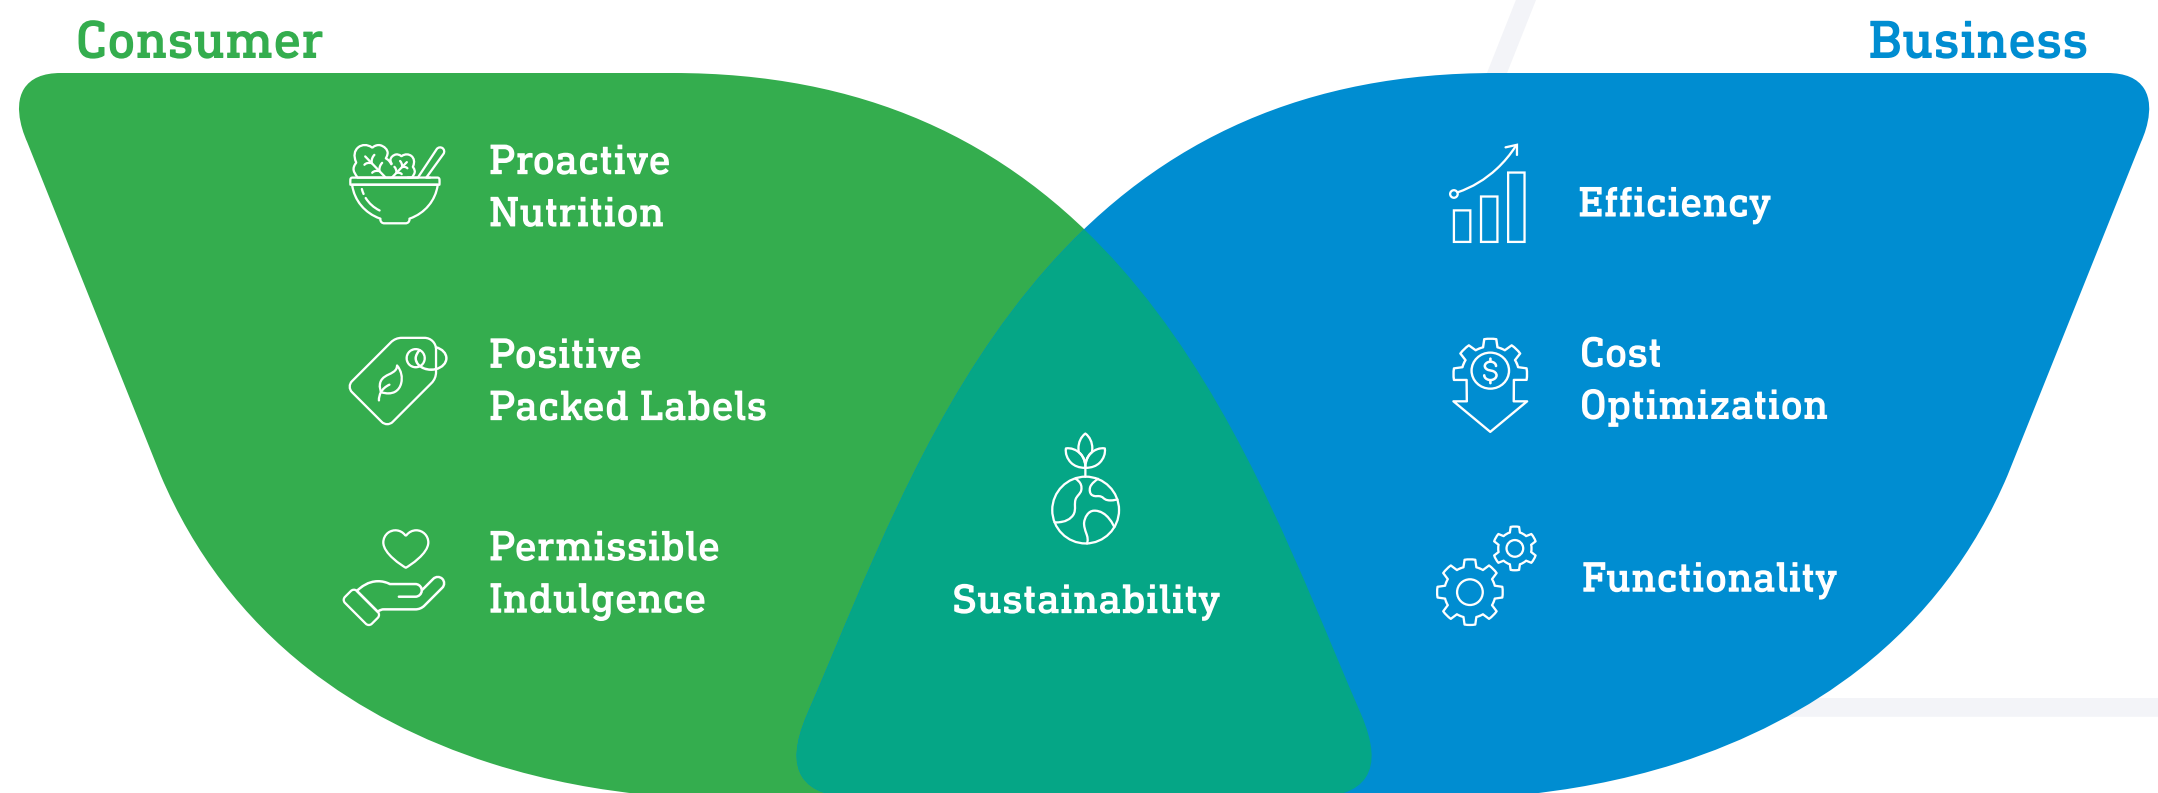 Consumer
Proactive
Nutrition
Positive
Packed Labels
Permissible
Indulgence
Sustainability
Business
Efficiency
$
Cost
Optimization
Functionality